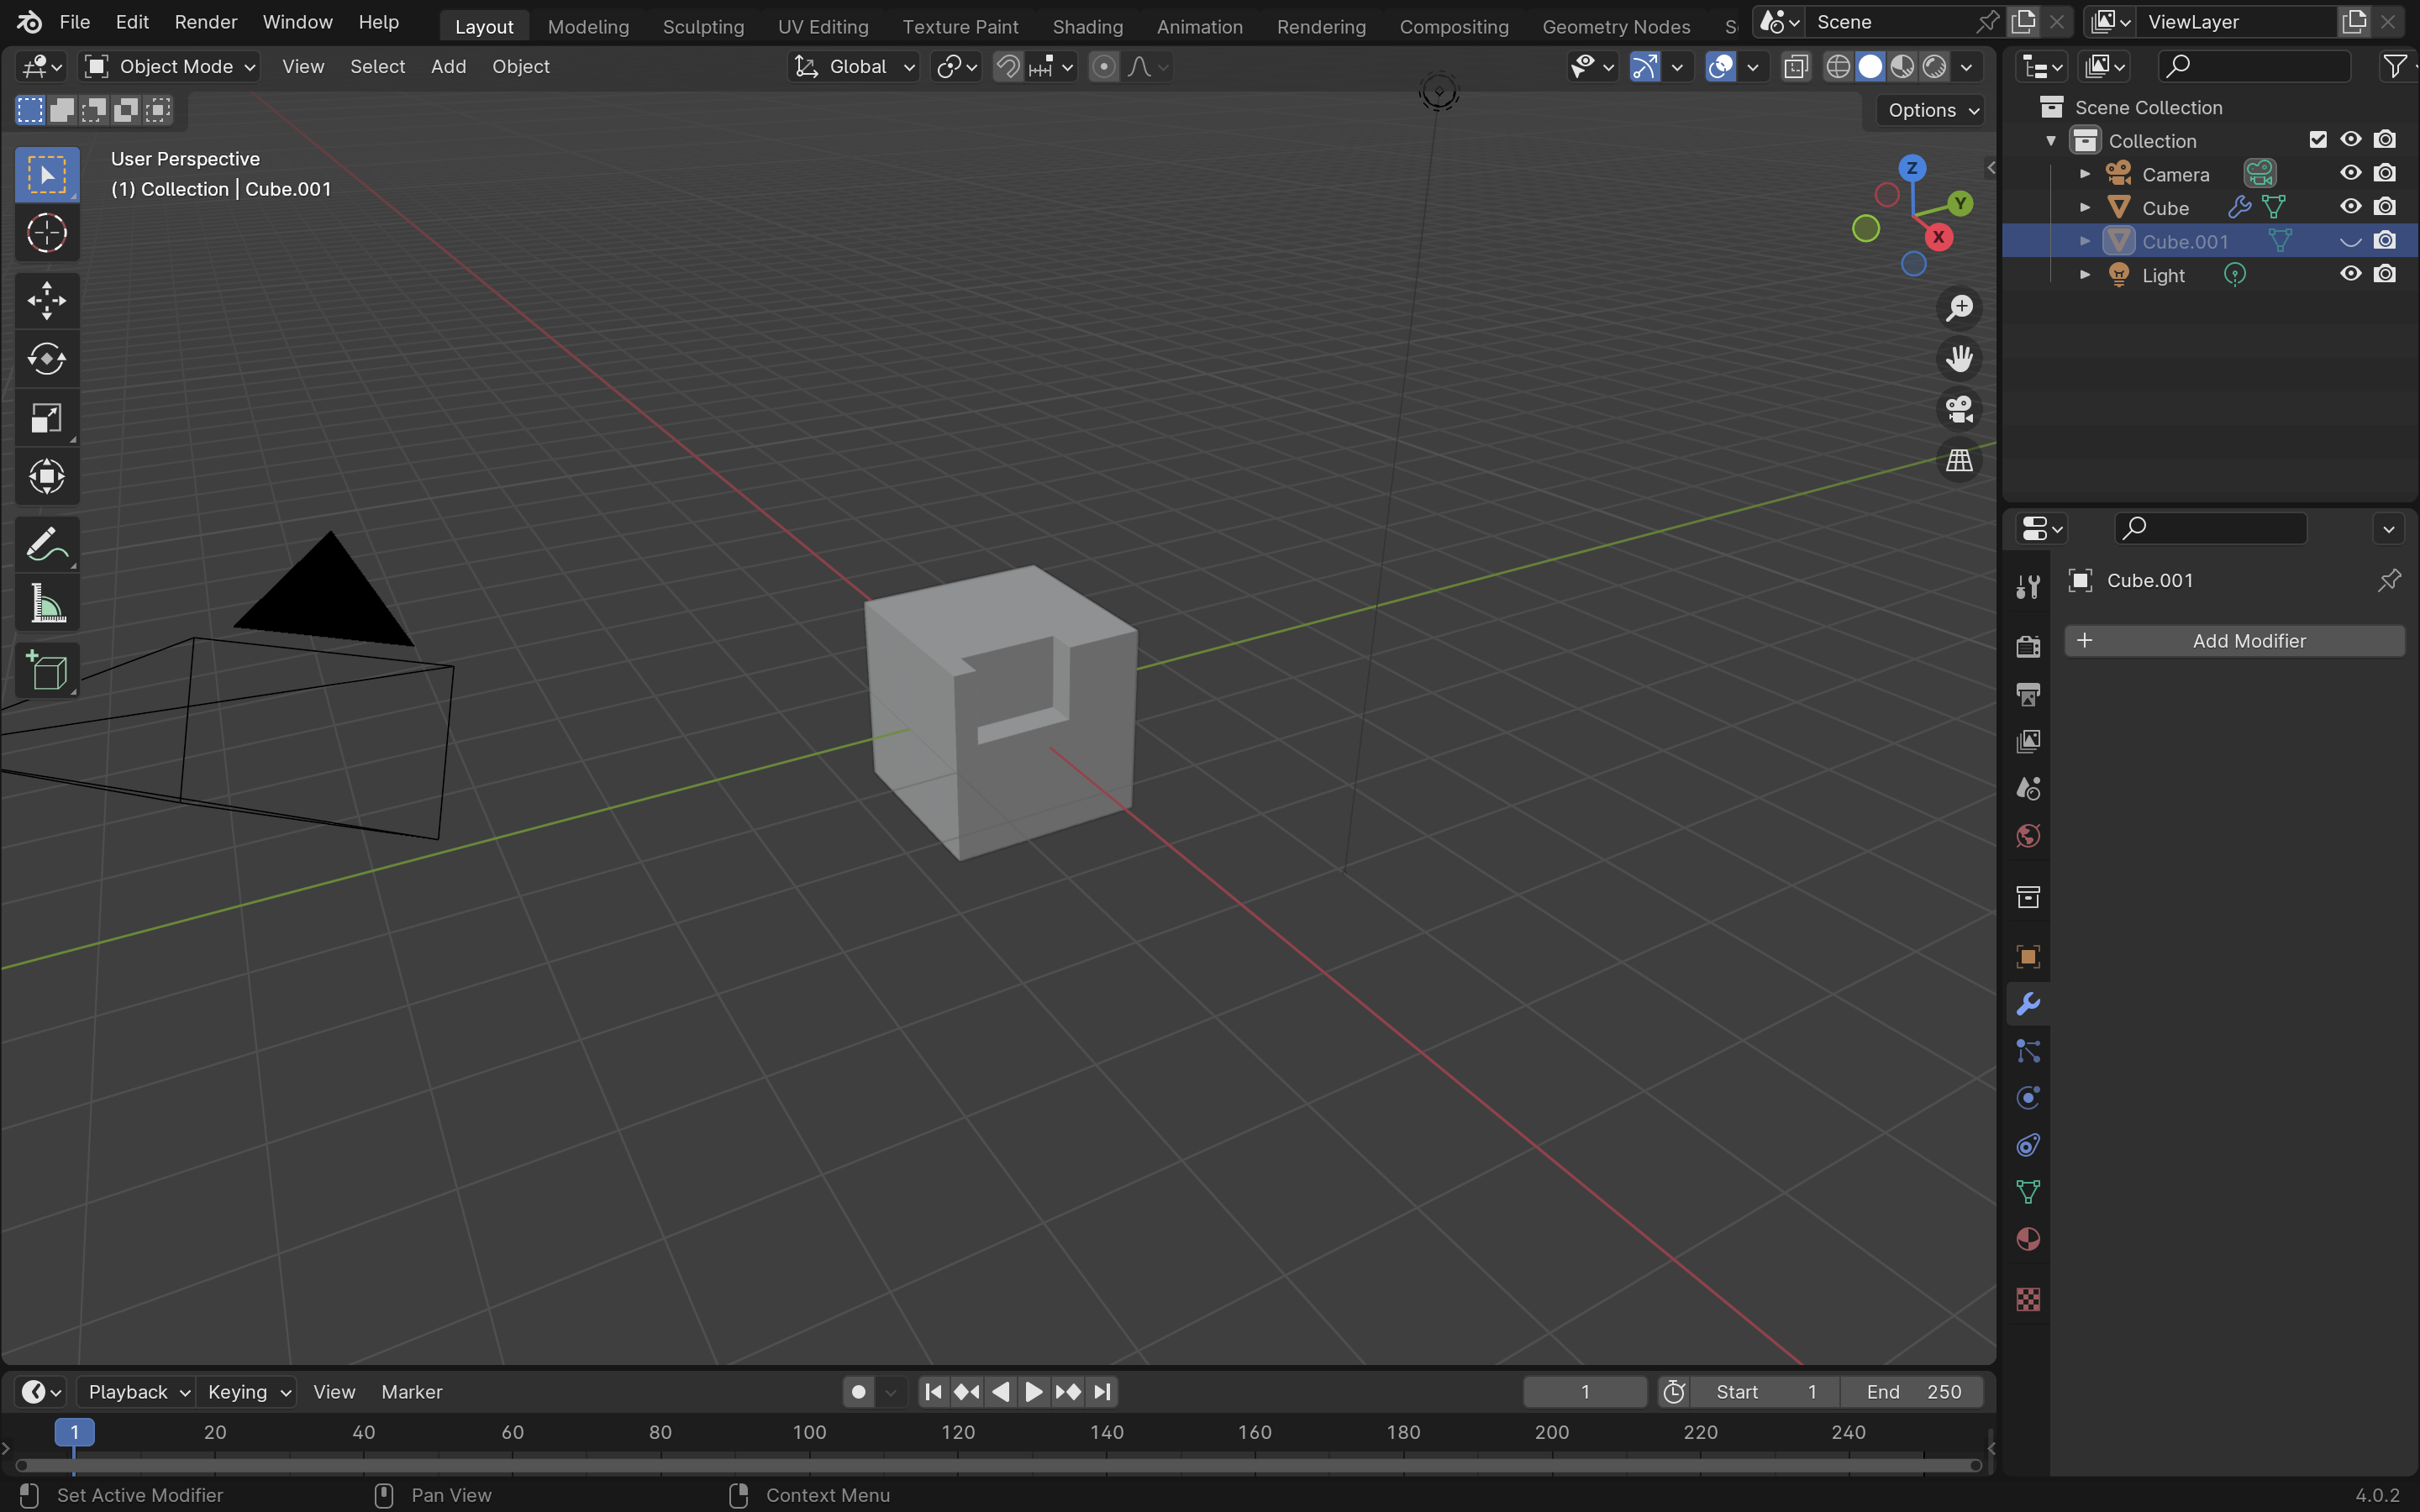 File Edit Render Window Help Layout Modeling Sculpting UV Editing Texture Paint Shading Animation Rendering Compositing Geometry Nodes Scene ViewLayer
Object Mode View Select Add Object Global
Options
User Perspective
(1) Collection | Cube.001
Z
Y
X
Scene Collection
Collection
Camera
Cube
Cube.001
Light
Cube.001
+ Add Modifier
Playback Keying View Marker 1 Start 1 End 250
1 20 40 60 80 100 120 140 160 180 200 220 240
Set Active Modifier Pan View Context Menu 4.0.2